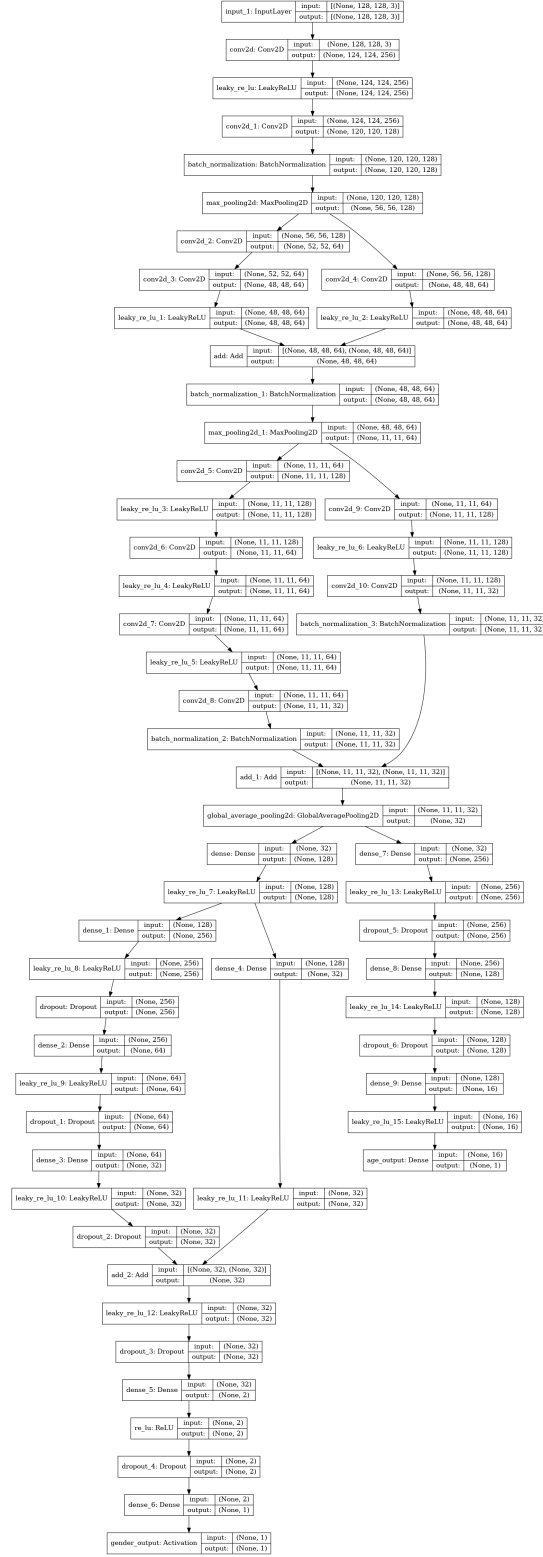 input_1: InputLayer input: [(None, 128, 128, 3)]
output: [(None, 128, 128, 3)]
conv2d: Conv2D input: (None, 128, 128, 3)
output: (None, 124, 124, 256)
leaky_re_lu: LeakyReLU input: (None, 124, 124, 256)
output: (None, 124, 124, 256)
conv2d_1: Conv2D input: (None, 124, 124, 256)
output: (None, 120, 120, 128)
batch_normalization: BatchNormalization input: (None, 120, 120, 128)
output: (None, 120, 120, 128)
max_pooling2d: MaxPooling2D input: (None, 120, 120, 128)
output: (None, 56, 56, 128)
conv2d_2: Conv2D input: (None, 56, 56, 128)
output: (None, 52, 52, 64)
conv2d_3: Conv2D input: (None, 52, 52, 64)
output: (None, 48, 48, 64)
conv2d_4: Conv2D input: (None, 56, 56, 128)
output: (None, 48, 48, 64)
leaky_re_lu_1: LeakyReLU input: (None, 48, 48, 64)
output: (None, 48, 48, 64)
leaky_re_lu_2: LeakyReLU input: (None, 48, 48, 64)
output: (None, 48, 48, 64)
add: Add input: [(None, 48, 48, 64), (None, 48, 48, 64)]
output: (None, 48, 48, 64)
batch_normalization_1: BatchNormalization input: (None, 48, 48, 64)
output: (None, 48, 48, 64)
max_pooling2d_1: MaxPooling2D input: (None, 48, 48, 64)
output: (None, 11, 11, 64)
conv2d_5: Conv2D input: (None, 11, 11, 64)
output: (None, 11, 11, 128)
leaky_re_lu_3: LeakyReLU input: (None, 11, 11, 128)
output: (None, 11, 11, 128)
conv2d_9: Conv2D input: (None, 11, 11, 64)
output: (None, 11, 11, 128)
conv2d_6: Conv2D input: (None, 11, 11, 128)
output: (None, 11, 11, 64)
leaky_re_lu_6: LeakyReLU input: (None, 11, 11, 128)
output: (None, 11, 11, 128)
leaky_re_lu_4: LeakyReLU input: (None, 11, 11, 64)
output: (None, 11, 11, 64)
conv2d_10: Conv2D input: (None, 11, 11, 128)
output: (None, 11, 11, 32)
conv2d_7: Conv2D input: (None, 11, 11, 64)
output: (None, 11, 11, 64)
batch_normalization_3: BatchNormalization input: (None, 11, 11, 32)
output: (None, 11, 11, 32)
leaky_re_lu_5: LeakyReLU input: (None, 11, 11, 64)
output: (None, 11, 11, 64)
conv2d_8: Conv2D input: (None, 11, 11, 64)
output: (None, 11, 11, 32)
batch_normalization_2: BatchNormalization input: (None, 11, 11, 32)
output: (None, 11, 11, 32)
add_1: Add input: [(None, 11, 11, 32), (None, 11, 11, 32)]
output: (None, 11, 11, 32)
global_average_pooling2d: GlobalAveragePooling2D input: (None, 11, 11, 32)
output: (None, 32)
dense: Dense input: (None, 32)
output: (None, 128)
dense_7: Dense input: (None, 32)
output: (None, 256)
leaky_re_lu_7: LeakyReLU input: (None, 128)
output: (None, 128)
leaky_re_lu_13: LeakyReLU input: (None, 256)
output: (None, 256)
dense_1: Dense input: (None, 128)
output: (None, 256)
dropout_5: Dropout input: (None, 256)
output: (None, 256)
leaky_re_lu_8: LeakyReLU input: (None, 256)
output: (None, 256)
dense_4: Dense input: (None, 128)
output: (None, 32)
dense_8: Dense input: (None, 256)
output: (None, 128)
dropout: Dropout input: (None, 256)
output: (None, 256)
leaky_re_lu_14: LeakyReLU input: (None, 128)
output: (None, 128)
dense_2: Dense input: (None, 256)
output: (None, 64)
dropout_6: Dropout input: (None, 128)
output: (None, 128)
leaky_re_lu_9: LeakyReLU input: (None, 64)
output: (None, 64)
dense_9: Dense input: (None, 128)
output: (None, 16)
dropout_1: Dropout input: (None, 64)
output: (None, 64)
leaky_re_lu_15: LeakyReLU input: (None, 16)
output: (None, 16)
dense_3: Dense input: (None, 64)
output: (None, 32)
age_output: Dense input: (None, 16)
output: (None, 1)
leaky_re_lu_10: LeakyReLU input: (None, 32)
output: (None, 32)
leaky_re_lu_11: LeakyReLU input: (None, 32)
output: (None, 32)
dropout_2: Dropout input: (None, 32)
output: (None, 32)
add_2: Add input: [(None, 32), (None, 32)]
output: (None, 32)
leaky_re_lu_12: LeakyReLU input: (None, 32)
output: (None, 32)
dropout_3: Dropout input: (None, 32)
output: (None, 32)
dense_5: Dense input: (None, 32)
output: (None, 2)
re_lu: ReLU input: (None, 2)
output: (None, 2)
dropout_4: Dropout input: (None, 2)
output: (None, 2)
dense_6: Dense input: (None, 2)
output: (None, 1)
gender_output: Activation input: (None, 1)
output: (None, 1)